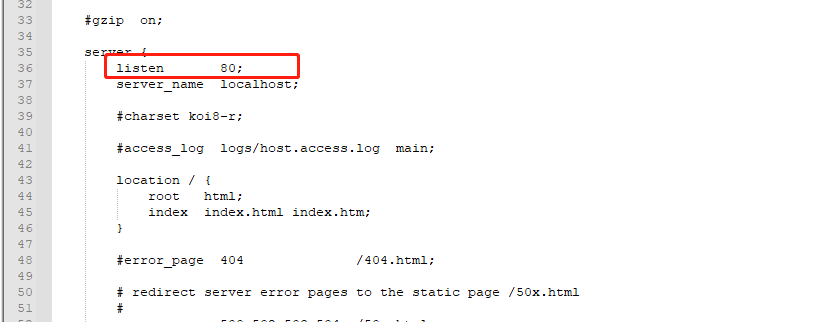 32
33 #gzip  on;
34
35 server {
36 listen       80;
37 server_name  localhost;
38
39 #charset koi8-r;
40
41 #access_log  logs/host.access.log  main;
42
43 location / {
44 root   html;
45 index  index.html index.htm;
46 }
47
48 #error_page  404              /404.html;
49
50 # redirect server error pages to the static page /50x.html
51 #